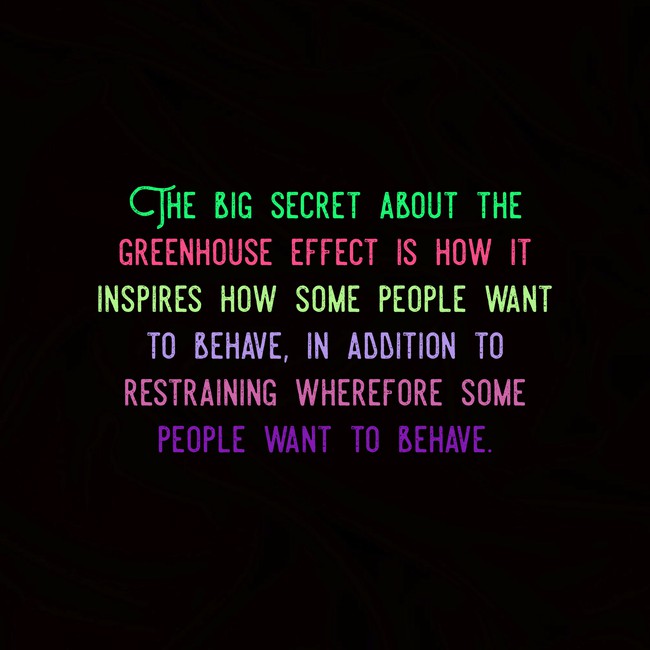 The big secret about the
greenhouse effect is how it
inspires how some people want
to behave, in addition to
restraining wherefore some
people want to behave.